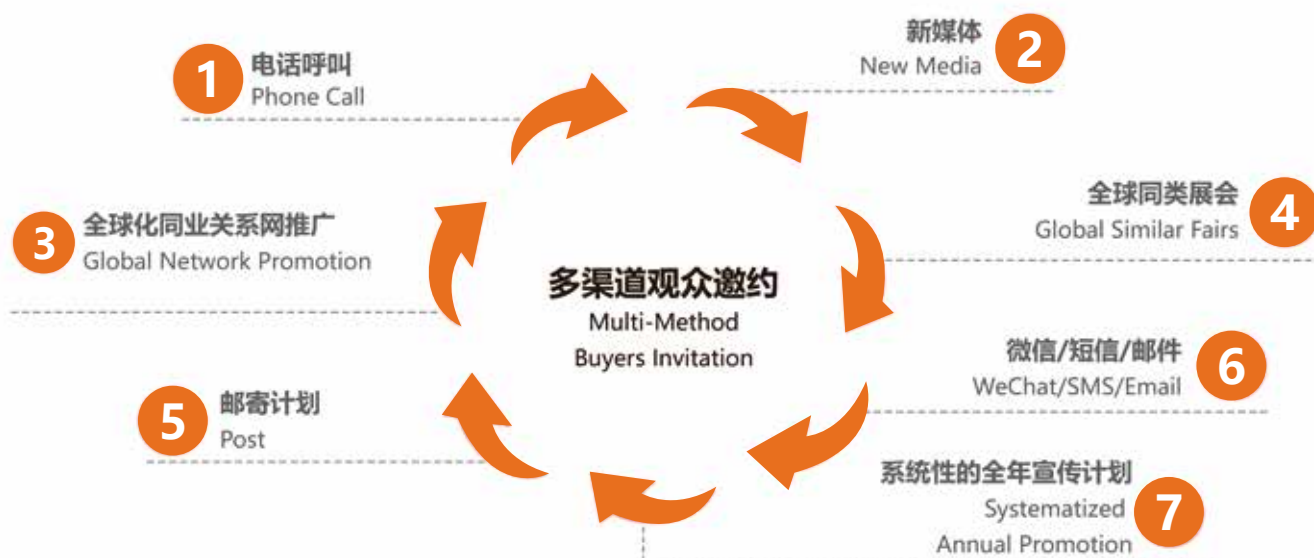 1
电话呼叫
Phone Call
2
新媒体
New Media
3
全球化同业关系网推广
Global Network Promotion
4
全球同类展会
Global Similar Fairs
多渠道观众邀约
Multi-Method
Buyers Invitation
5
邮寄计划
Post
6
微信/短信/邮件
WeChat/SMS/Email
7
系统性的全年宣传计划
Systematized
Annual Promotion